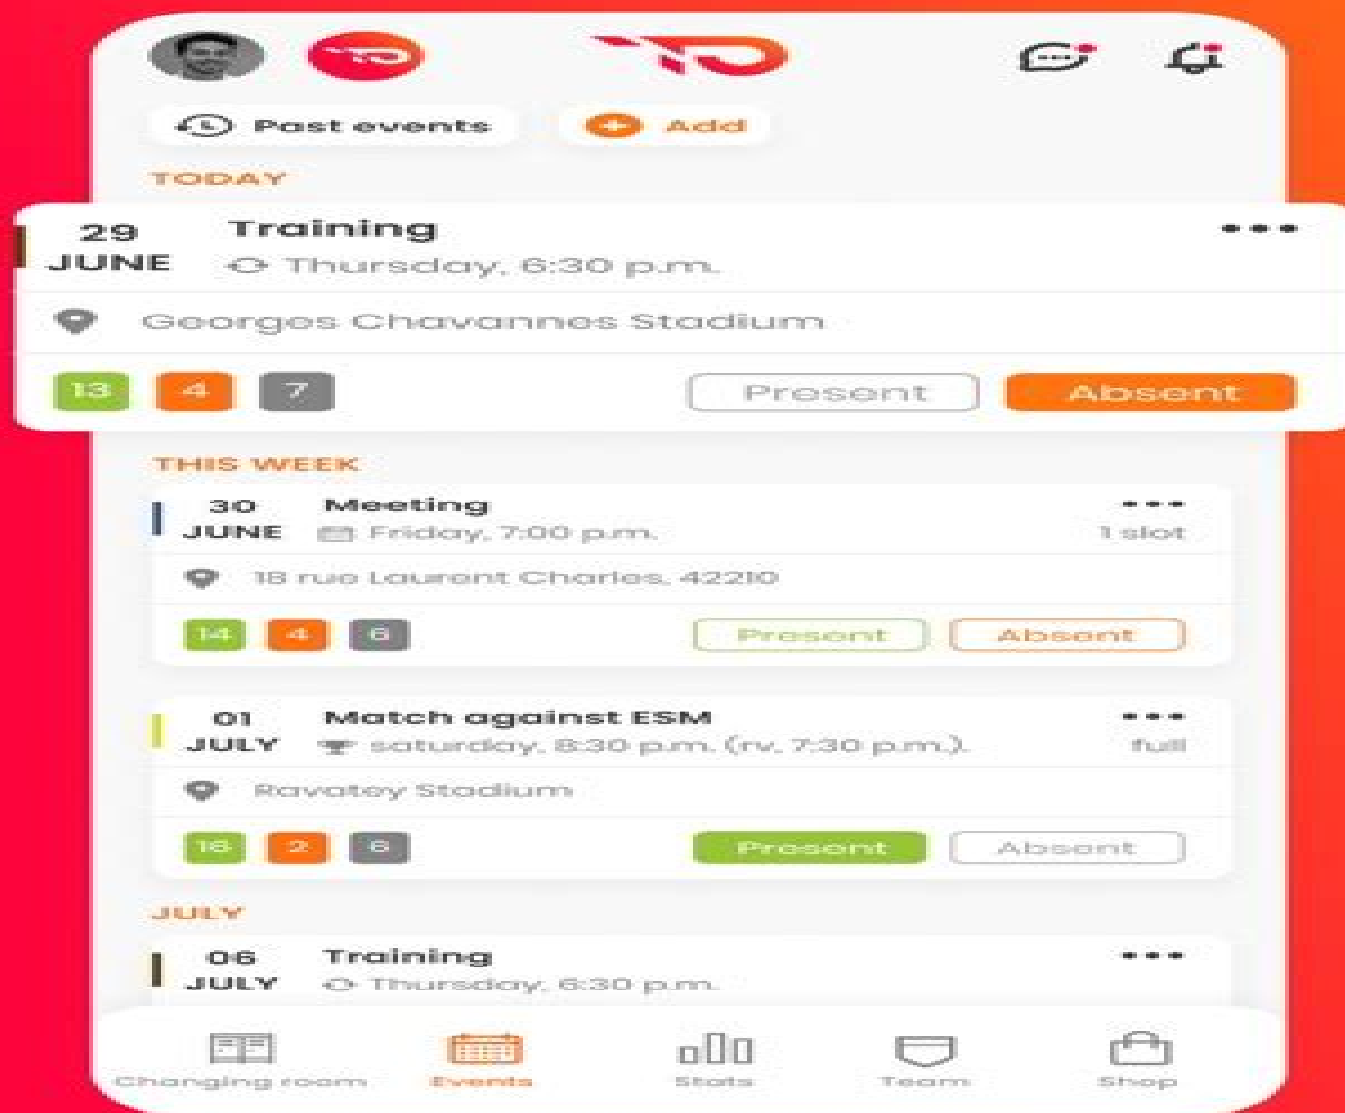 Past events
Add
TODAY
29 JUNE
Training
Thursday, 6:30 p.m.
Georges Chavannes Stadium
13 4 7
Present
Absent
THIS WEEK
30 JUNE
Meeting
Friday, 7:00 p.m.
1 slot
18 rue Laurent Charles, 42210
14 4 6
Present
Absent
01 JULY
Match against ESM
saturday, 8:30 p.m. (rv, 7:30 p.m.).
full
Ravatey Stadium
16 2 6
Present
Absent
JULY
06 JULY
Training
Thursday, 6:30 p.m.
Changing room
Events
Stats
Team
Shop